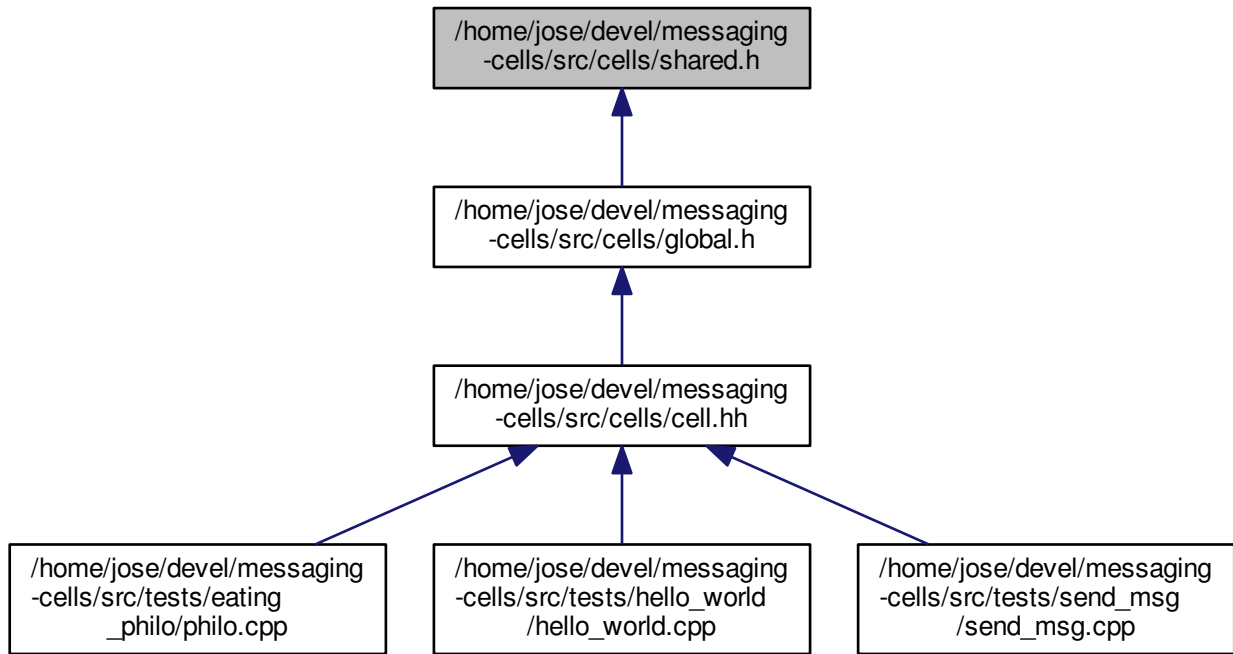 /home/jose/devel/messaging
-cells/src/cells/shared.h
/home/jose/devel/messaging
-cells/src/cells/global.h
/home/jose/devel/messaging
-cells/src/cells/cell.hh
/home/jose/devel/messaging
-cells/src/tests/eating
_philo/philo.cpp
/home/jose/devel/messaging
-cells/src/tests/hello_world
/hello_world.cpp
/home/jose/devel/messaging
-cells/src/tests/send_msg
/send_msg.cpp